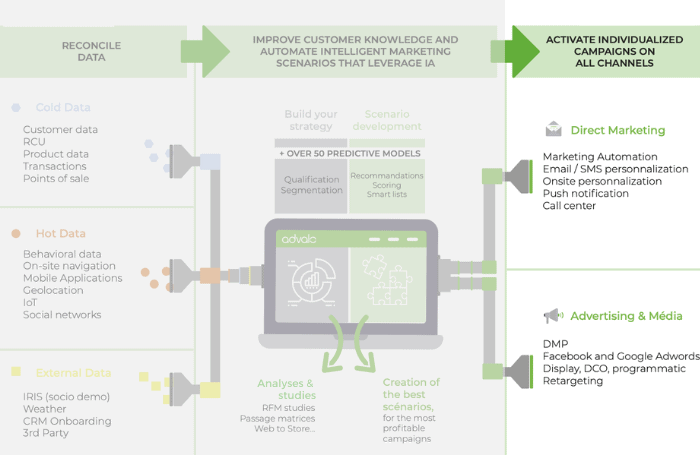 RECONCILE
DATA
IMPROVE CUSTOMER KNOWLEDGE AND
AUTOMATE INTELLIGENT MARKETING
SCENARIOS THAT LEVERAGE IA
ACTIVATE INDIVIDUALIZED
CAMPAIGNS ON
ALL CHANNELS
Cold Data
Customer data
RCU
Product data
Transactions
Points of sale
Hot Data
Behavioral data
On-site navigation
Mobile Applications
Geolocation
IoT
Social networks
External Data
IRIS (socio demo)
Weather
CRM Onboarding
3rd Party
Build your
strategy
Scenario
development
+ OVER 50 PREDICTIVE MODELS
Qualification
Segmentation
Recommandations
Scoring
Smart lists
advalo
Analyses &
studies
RFM studies
Passage matrices
Web to Store...
Creation of
the best
scénarios,
for the most
profitable
campaigns
Direct Marketing
Marketing Automation
Email / SMS personnalization
Onsite personnalization
Push notification
Call center
Advertising & Média
DMP
Facebook and Google Adwords
Display, DCO, programmatic
Retargeting